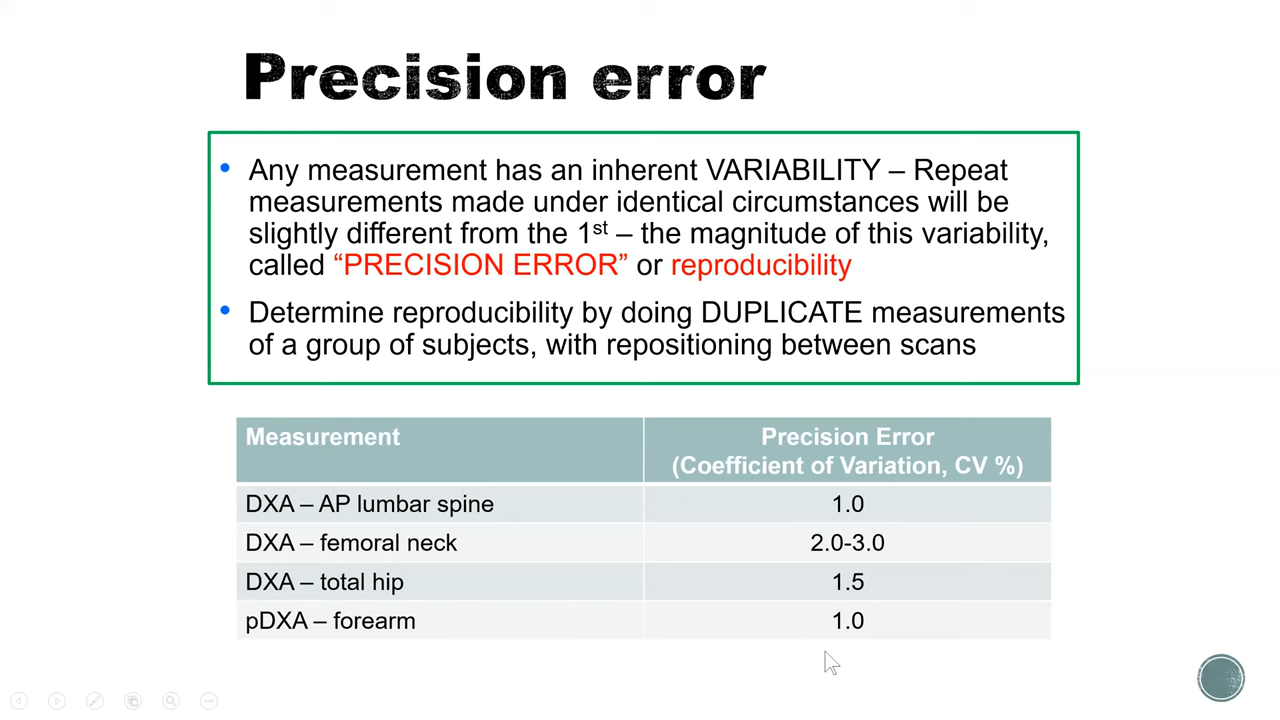 Precision error
• Any measurement has an inherent VARIABILITY – Repeat
measurements made under identical circumstances will be
slightly different from the 1st – the magnitude of this variability,
called “PRECISION ERROR” or reproducibility
• Determine reproducibility by doing DUPLICATE measurements
of a group of subjects, with repositioning between scans
Measurement
Precision Error
(Coefficient of Variation, CV %)
DXA – AP lumbar spine 1.0
DXA – femoral neck 2.0-3.0
DXA – total hip 1.5
pDXA – forearm 1.0